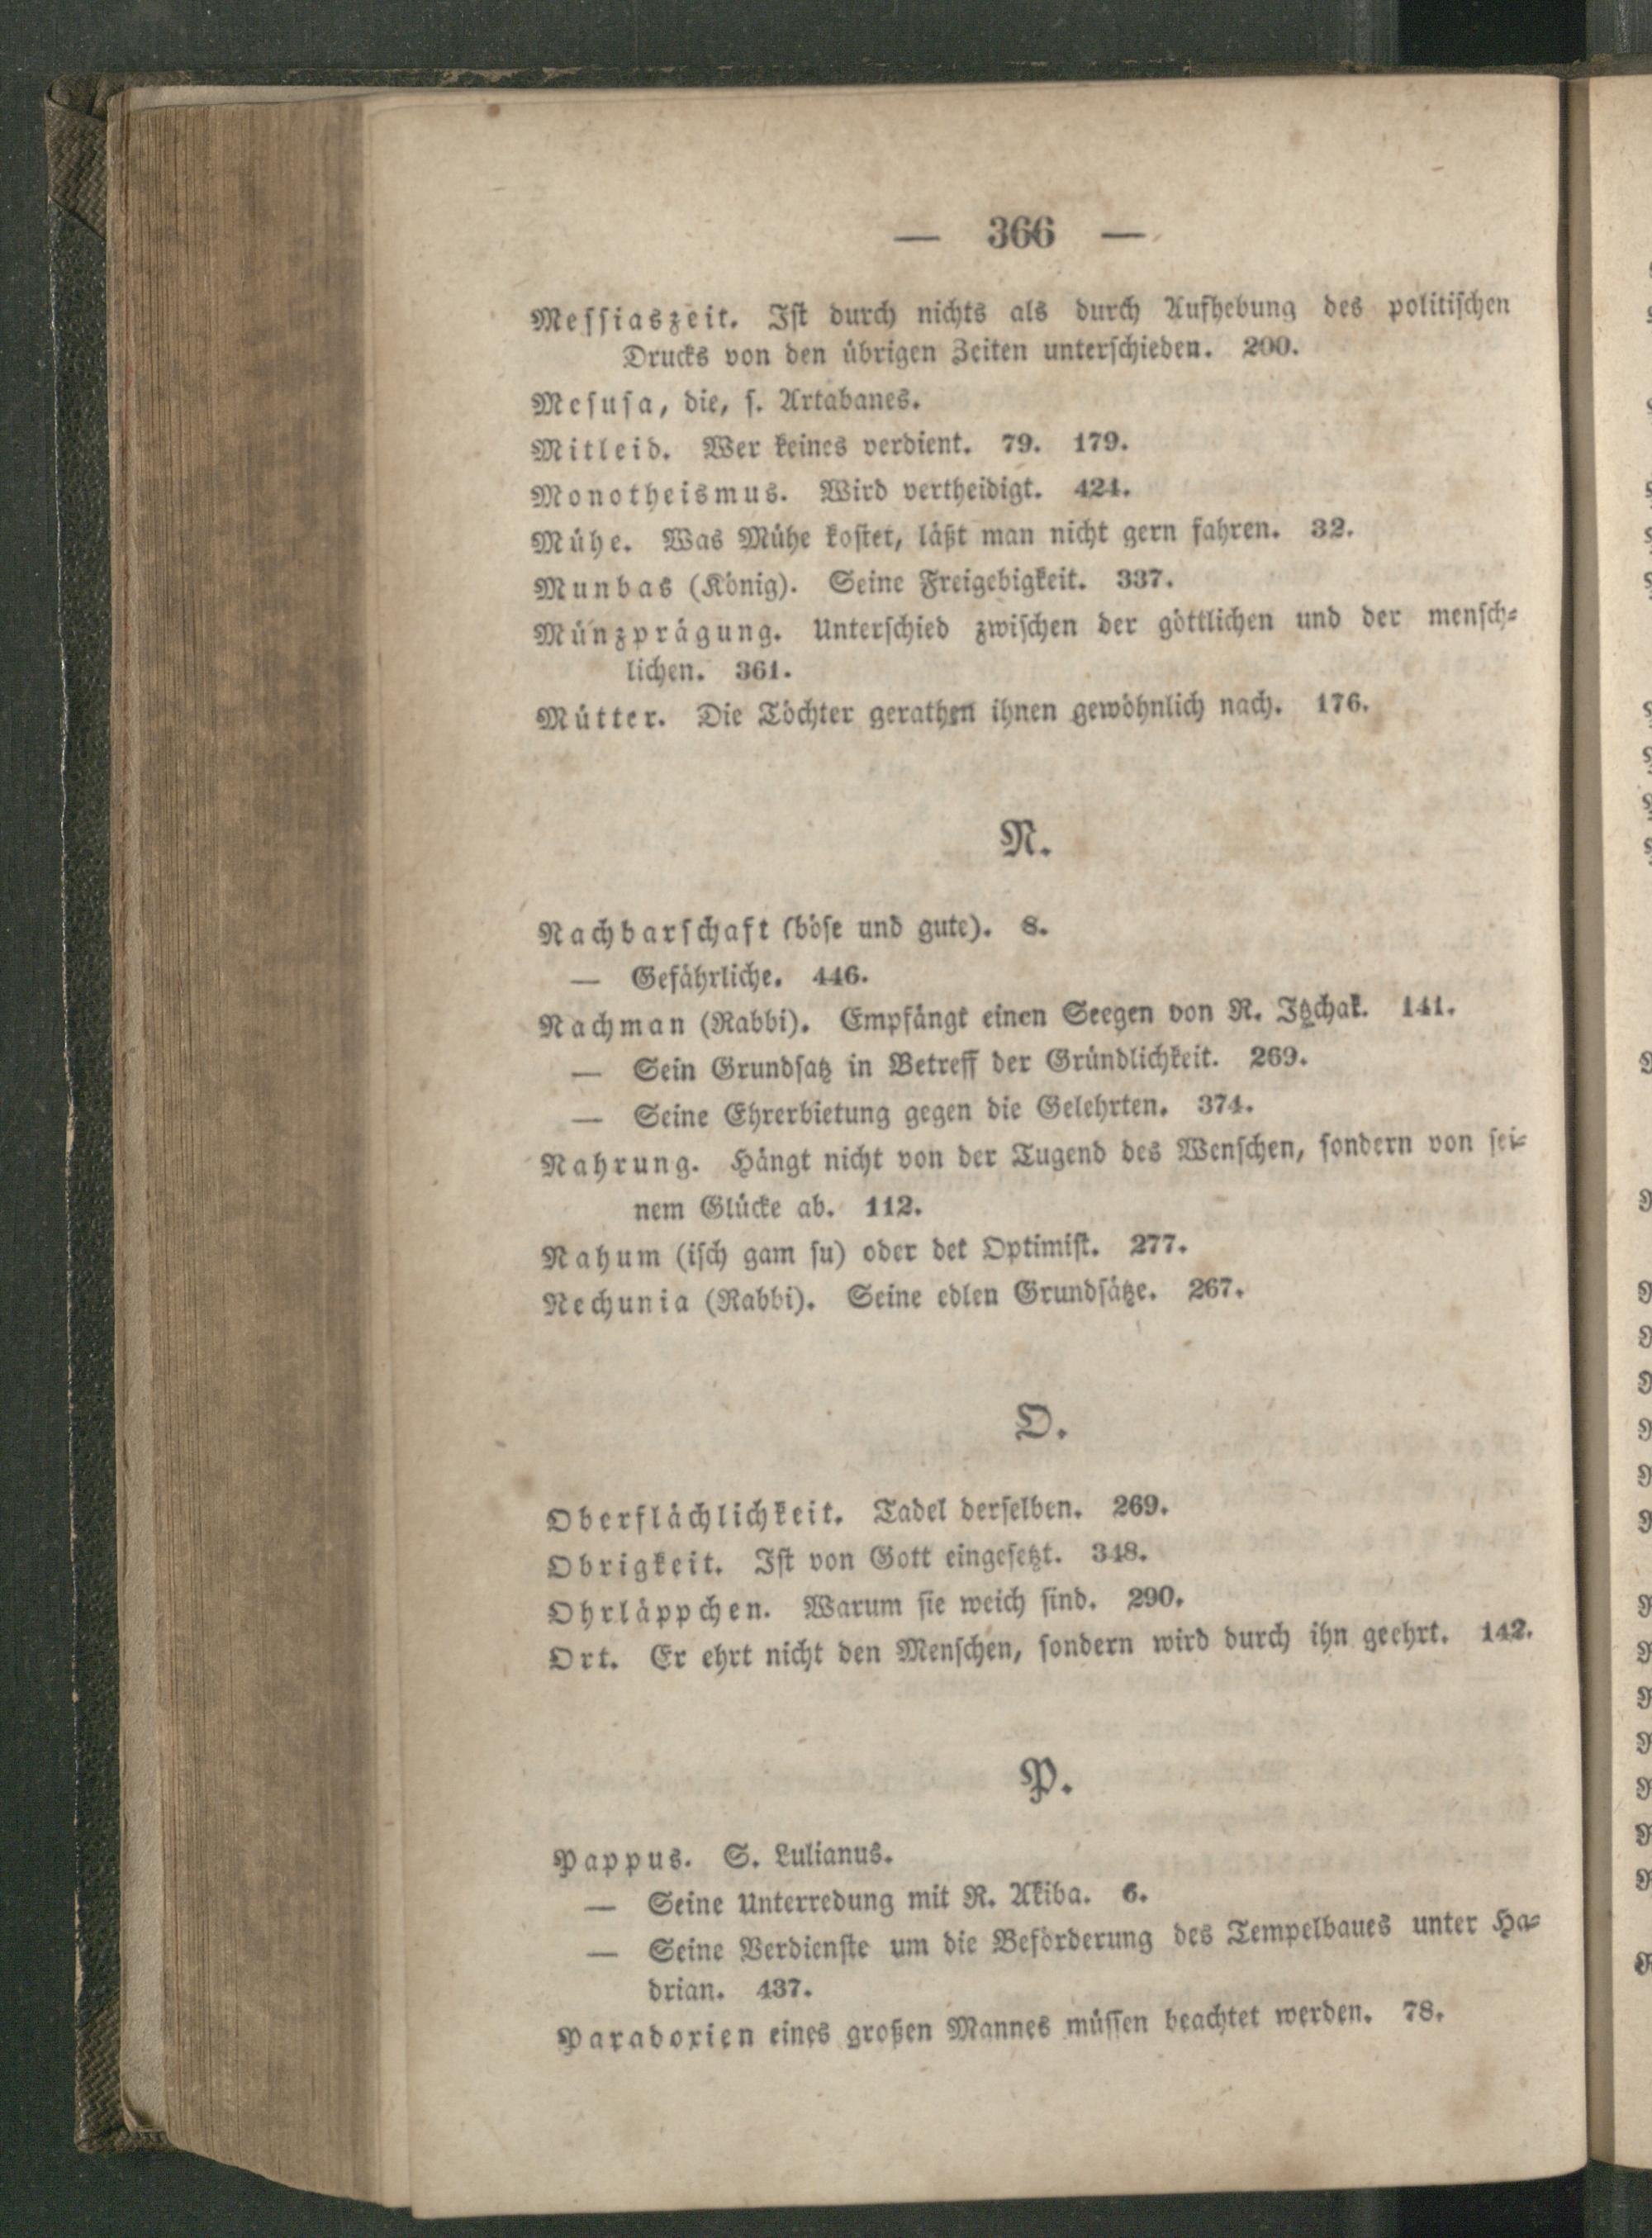 — 366 —
Messiaszeit. Ist durch nichts als durch Aufhebung des politischen
Drucks von den übrigen Zeiten unterschieden. 200.
Mesusa, die, s. Artabanes.
Mitleid. Wer keines verdient. 79. 179.
Monotheismus. Wird vertheidigt. 424.
Mühe. Was Mühe kostet, läßt man nicht gern fahren. 32.
Munbas (König). Seine Freigebigkeit. 337.
Münzprägung. Unterschied zwischen der göttlichen und der mensch-
lichen. 361.
Mütter. Die Töchter gerathen ihnen gewöhnlich nach. 176.
N.
Nachbarschaft (böse und gute). 8.
— Gefährliche. 446.
Nachman (Rabbi). Empfängt einen Seegen von R. Itzchak. 141.
— Sein Grundsatz in Betreff der Gründlichkeit. 269.
— Seine Ehrerbietung gegen die Gelehrten. 374.
Nahrung. Hängt nicht von der Tugend des Wenschen, sondern von sei-
nem Glücke ab. 112.
Nahum (isch gam su) oder det Optimist. 277.
Nechunia (Rabbi). Seine edlen Grundsätze. 267.
O.
Oberflächlichkeit. Tadel derselben. 269.
Obrigkeit. Ist von Gott eingesetzt. 348.
Ohrläppchen. Warum sie weich sind. 290.
Ort. Er ehrt nicht den Menschen, sondern wird durch ihn geehrt. 142.
P.
Pappus. S. Lulianus.
— Seine Unterredung mit R. Akiba. 6.
— Seine Verdienste um die Beförderung des Tempelbaues unter Ha-
drian. 437.
Paradoxien eines großen Mannes müssen beachtet werden. 78.